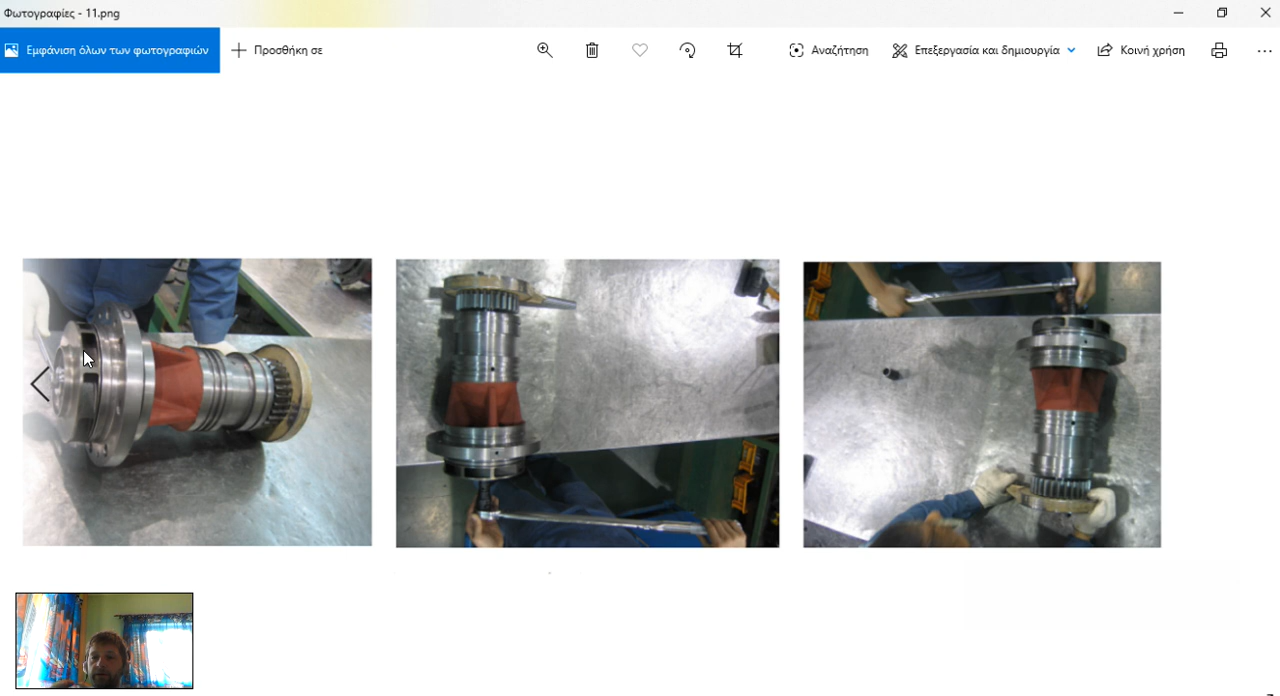 Φωτογραφίες - 11.png
Εμφάνιση όλων των φωτογραφιών
Προσθήκη σε
Αναζήτηση
Επεξεργασία και δημιουργία
Κοινή χρήση